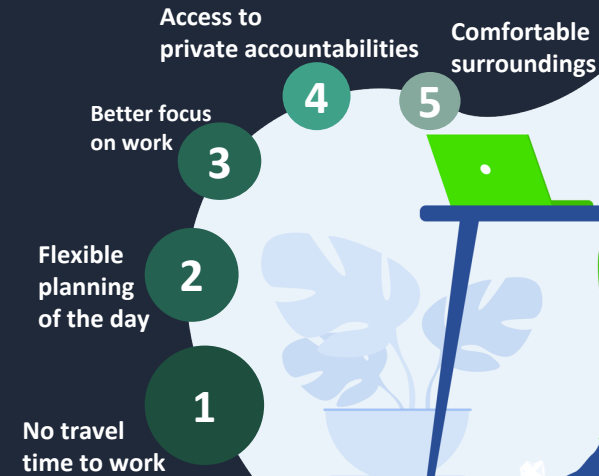 Access to
private accountabilities
4
Comfortable
surroundings
5
Better focus
on work
3
Flexible
planning
of the day
2
1
No travel
time to work